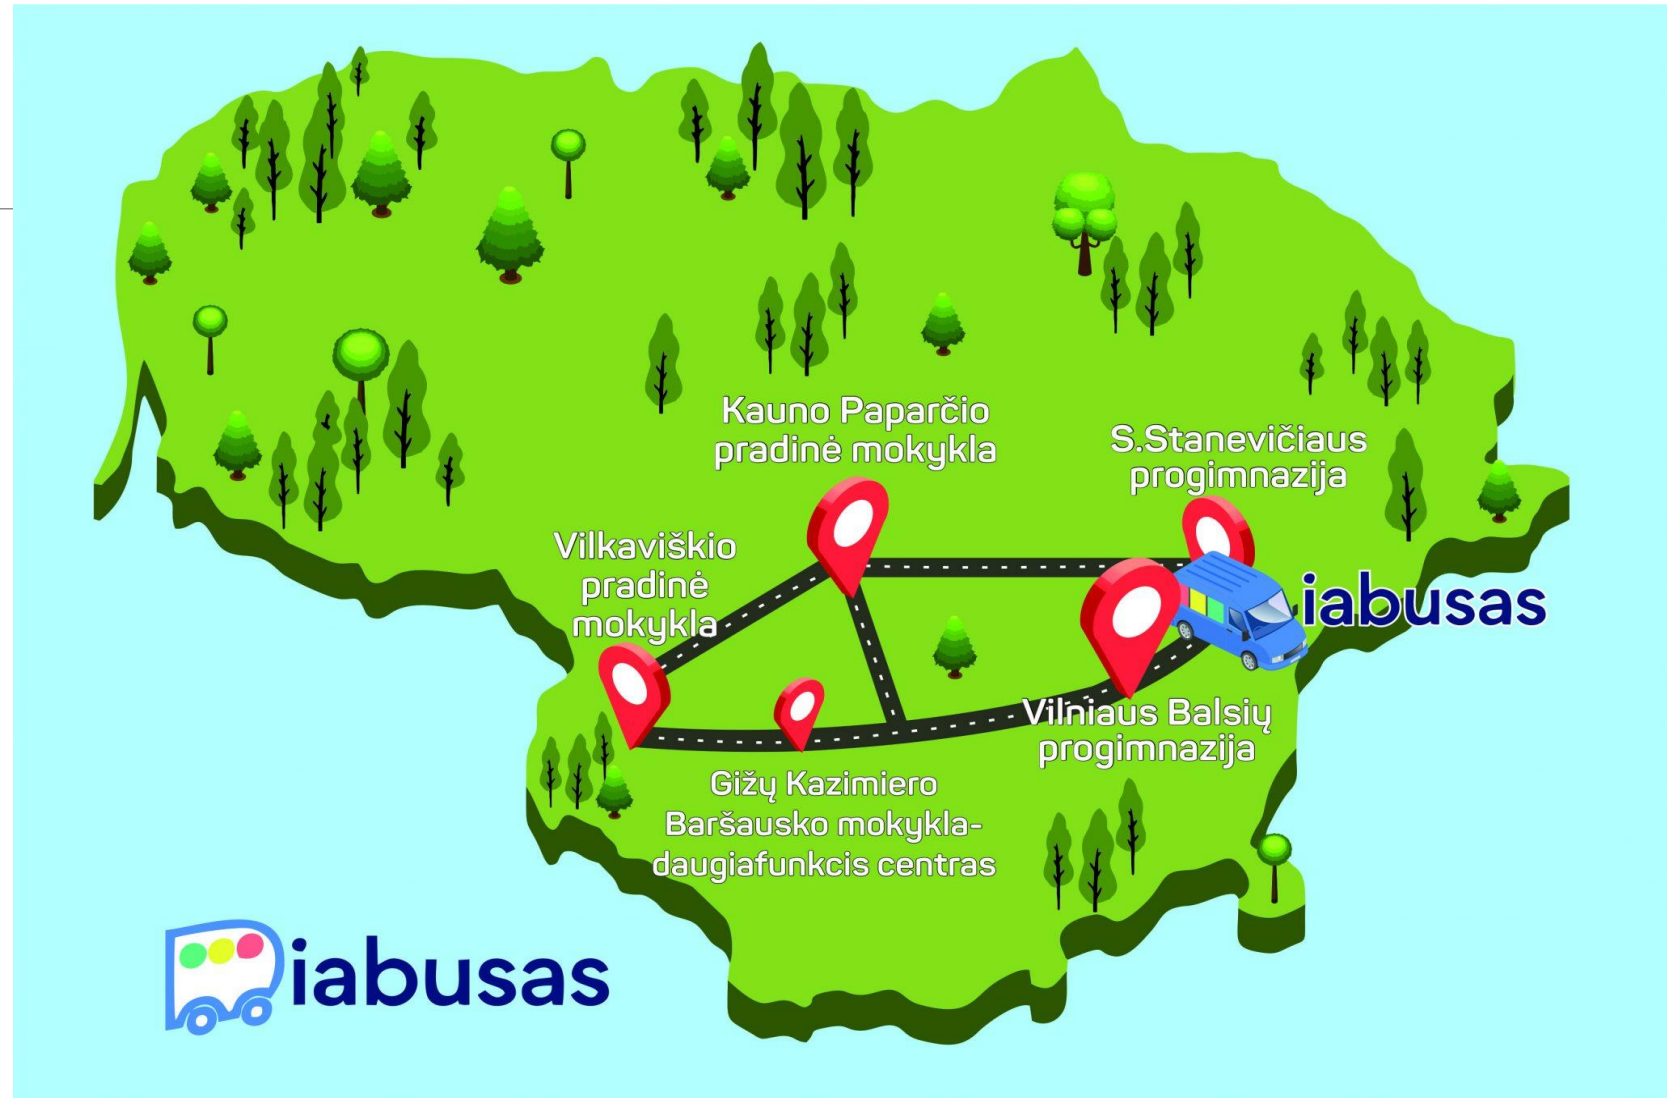 Kauno Paparčio
pradinė mokykla
S.Stanevičiaus
progimnazija
Vilkaviškio
pradinė
mokykla
iabusas
Vilniaus Balsių
progimnazija
Gižų Kazimiero
Baršausko mokykla-
daugiafunkcis centras
Diabusas